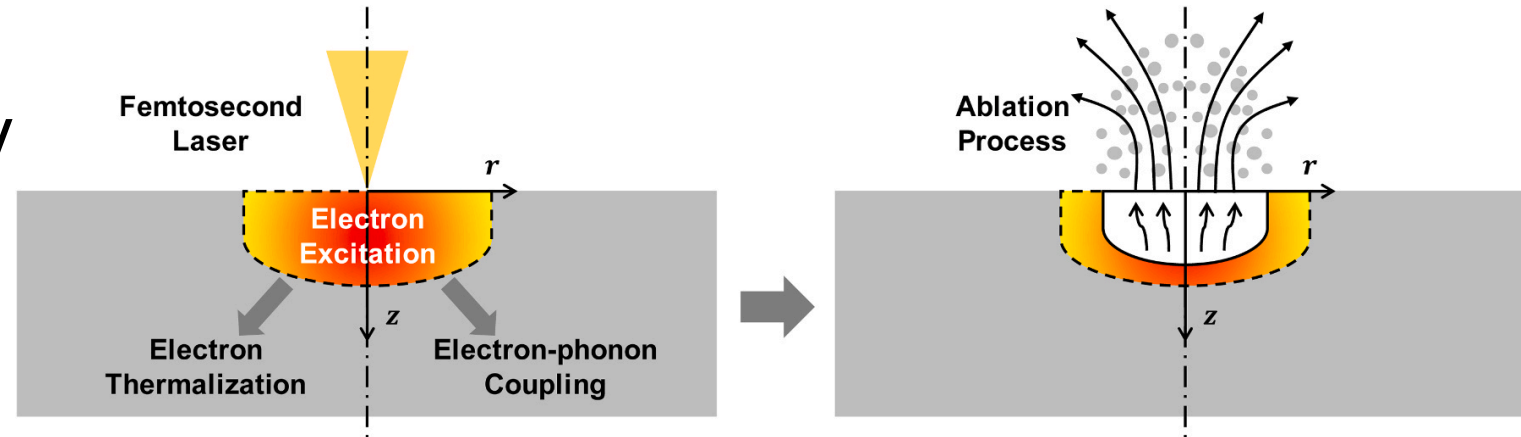 Femtosecond
Laser
r
Electron
Excitation
z
Electron
Thermalization
Electron-phonon
Coupling
Ablation
Process
r
z